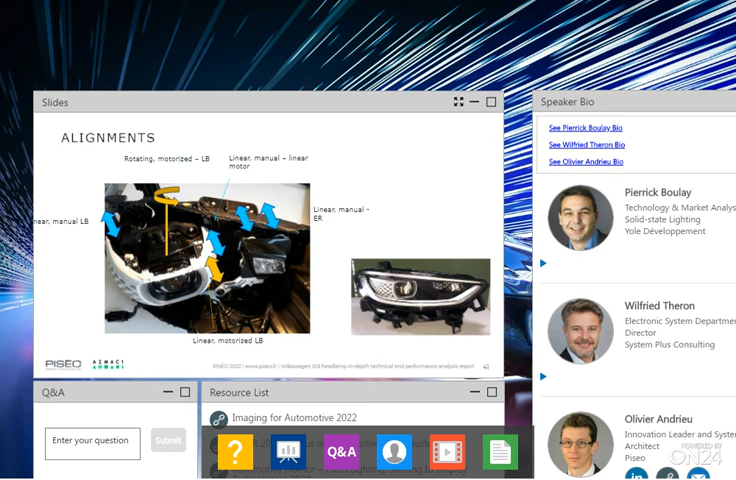 Slides
ALIGNMENTS
Rotating, motorized – LB
Linear, manual – linear
motor
near, manual LB
Linear, manual -
ER
Linear, motorized LB
PISEO
PISEO 2022 | www.piseo.fr | Volkswagen ID3 headlamp in-depth technical and performance analysis report
41
Speaker Bio
See Pierrick Boulay Bio
See Wilfried Theron Bio
See Olivier Andrieu Bio
Pierrick Boulay
Technology & Market Analys
Solid-state Lighting
Yole Développement
Wilfried Theron
Electronic System Departme
Director
System Plus Consulting
Olivier Andrieu
Innovation Leader and Syste
Architect
Piseo
POWERED BY
ON24
Q&A
Enter your question
Submit
Resource List
Imaging for Automotive 2022
?
Q&A
in